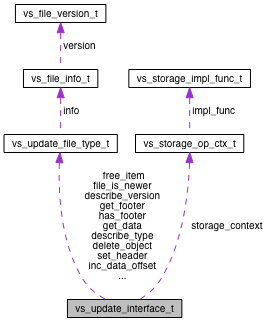 vs_file_version_t
version
vs_file_info_t
vs_storage_impl_func_t
info
impl_func
vs_update_file_type_t
vs_storage_op_ctx_t
free_item
file_is_newer
describe_version
get_footer
has_footer
get_data
describe_type
delete_object
set_header
inc_data_offset
...
storage_context
vs_update_interface_t